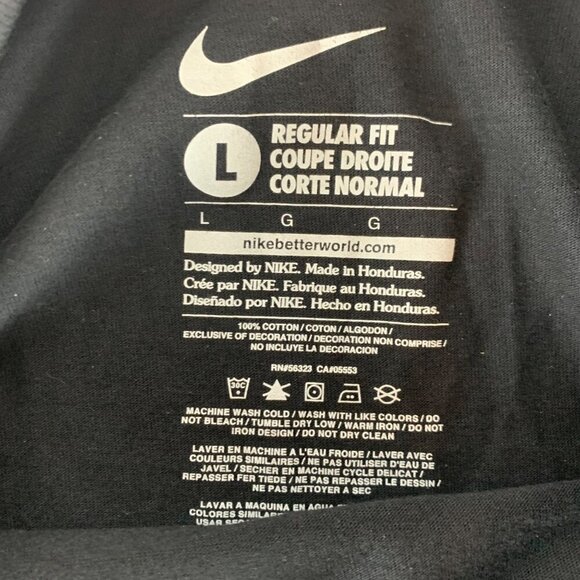 L
REGULAR FIT
COUPE DROITE
CORTE NORMAL
L G G
nikebetterworld.com
Designed by NIKE. Made in Honduras.
Crée par NIKE. Fabrique au Honduras.
Diseñado por NIKE. Hecho en Honduras.
100% COTTON / COTON / ALGODON /
EXCLUSIVE OF DECORATION / DECORATION NON COMPRISE /
NO INCLUYE LA DECORACION
RN#56323 CA#05553
30C
MACHINE WASH COLD / WASH WITH LIKE COLORS / DO
NOT BLEACH / TUMBLE DRY LOW / WARM IRON / DO NOT
IRON DESIGN / DO NOT DRY CLEAN
LAVER EN MACHINE A L'EAU FROIDE / LAVER AVEC
COULEURS SIMILAIRES / NE PAS UTILISER D'EAU DE
JAVEL / SECHER EN MACHINE CYCLE DELICAT /
REPASSER FER TIEDE / NE PAS REPASSER LE DESSIN /
NE PAS NETTOYER A SEC
LAVAR A MAQUINA EN AGUA
COLORES
USAR